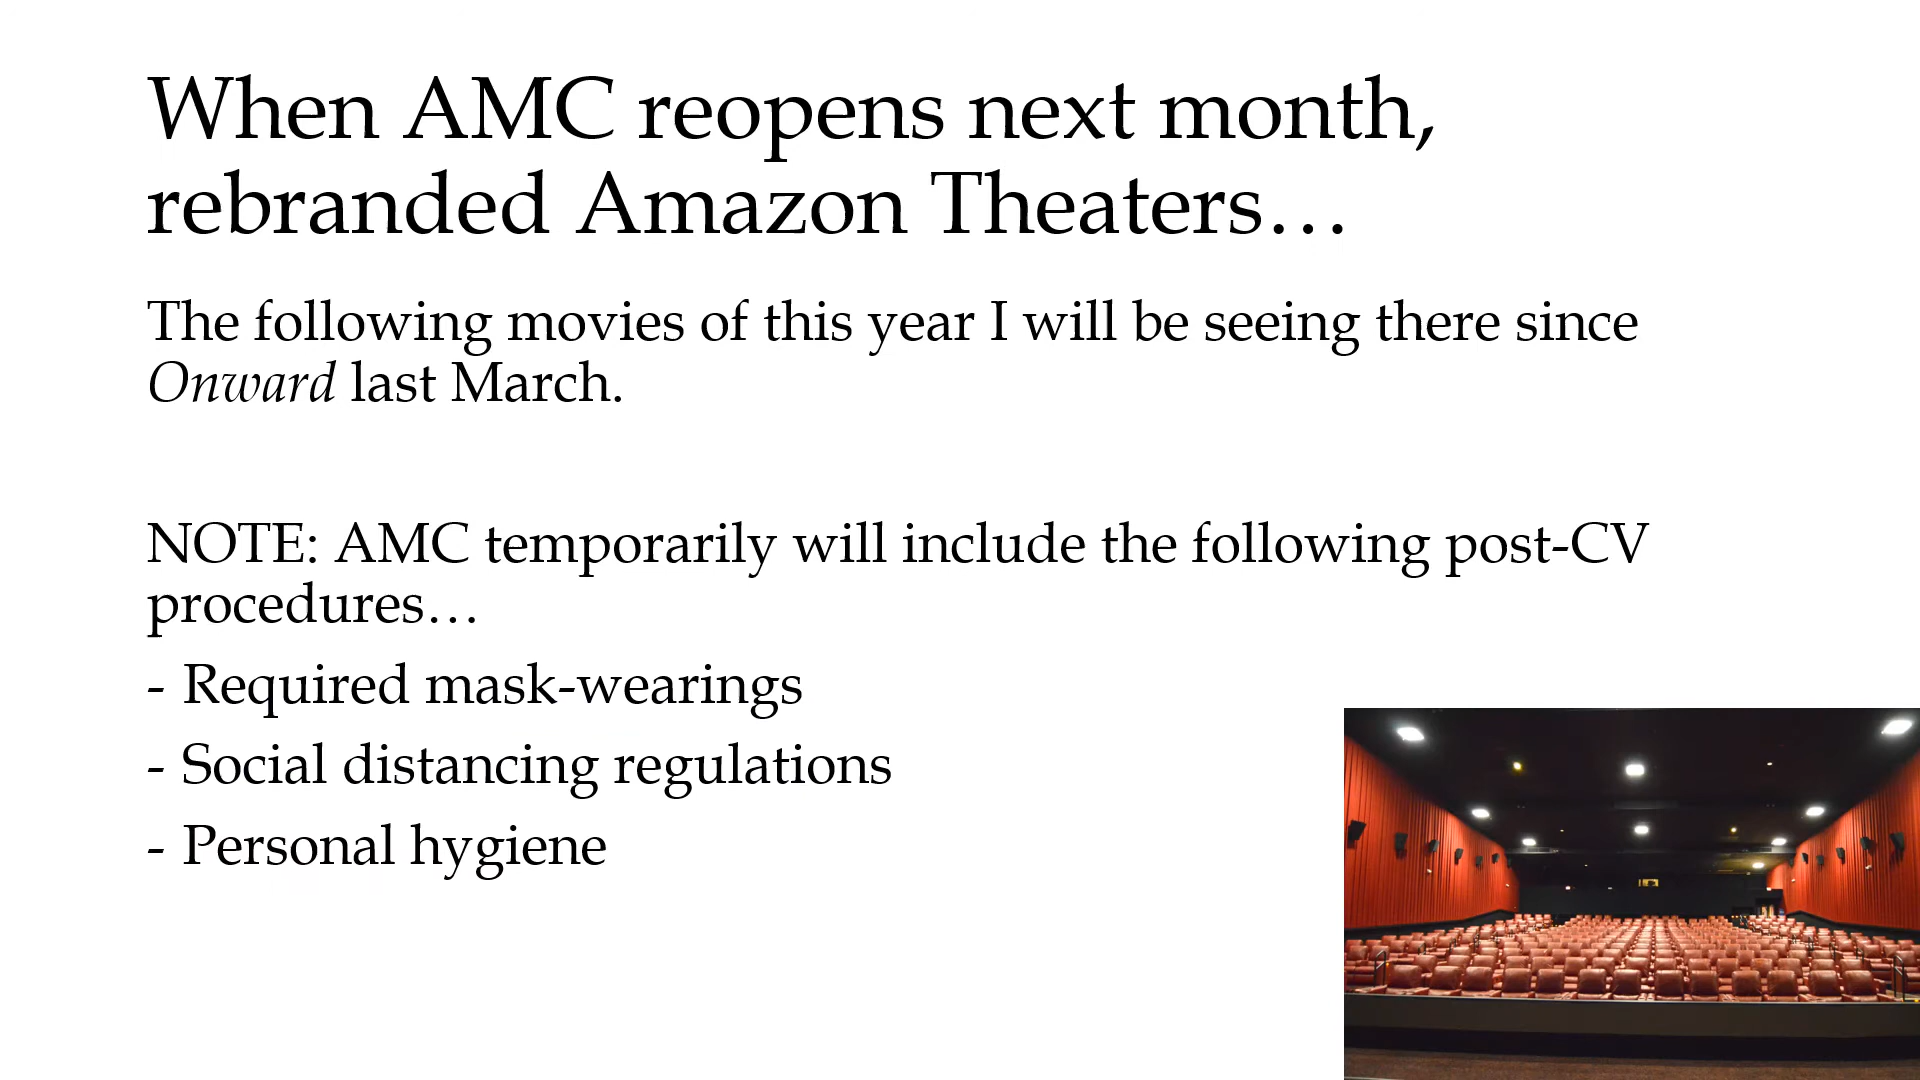 When AMC reopens next month,
rebranded Amazon Theaters…
The following movies of this year I will be seeing there since
Onward last March.
NOTE: AMC temporarily will include the following post-CV
procedures…
- Required mask-wearings
- Social distancing regulations
- Personal hygiene